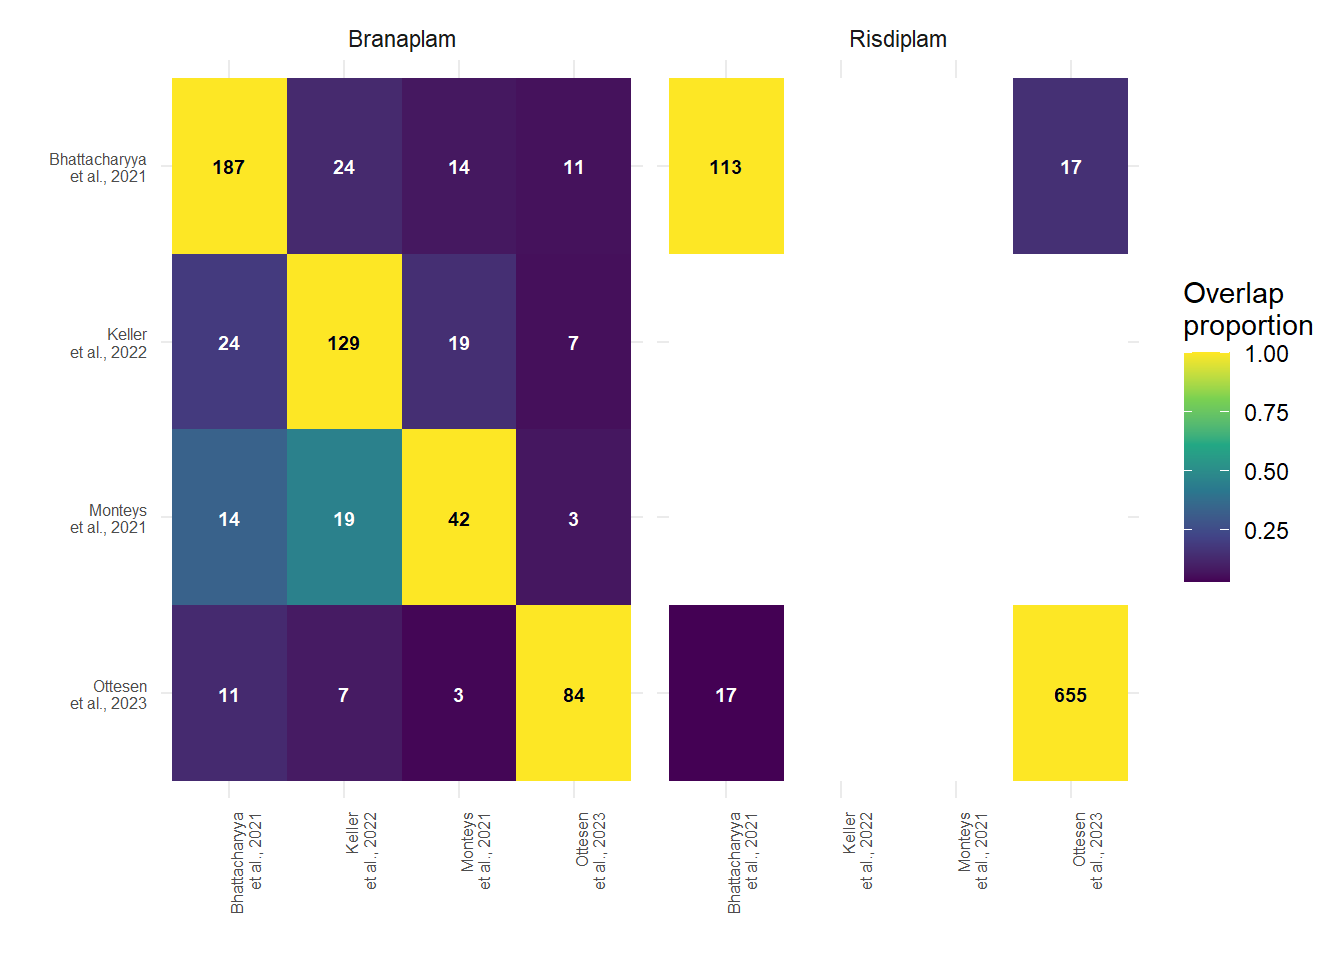 Branaplam
Risdiplam
Bhattacharyya
et al., 2021
187 24 14 11 113 17
Keller
et al., 2022
24 129 19 7
Monteys
et al., 2021
14 19 42 3
Ottesen
et al., 2023
11 7 3 84 17 655
Bhattacharyya
et al., 2021
Keller
et al., 2022
Monteys
et al., 2021
Ottesen
et al., 2023
Bhattacharyya
et al., 2021
Keller
et al., 2022
Monteys
et al., 2021
Ottesen
et al., 2023
Overlap
proportion
1.00
0.75
0.50
0.25